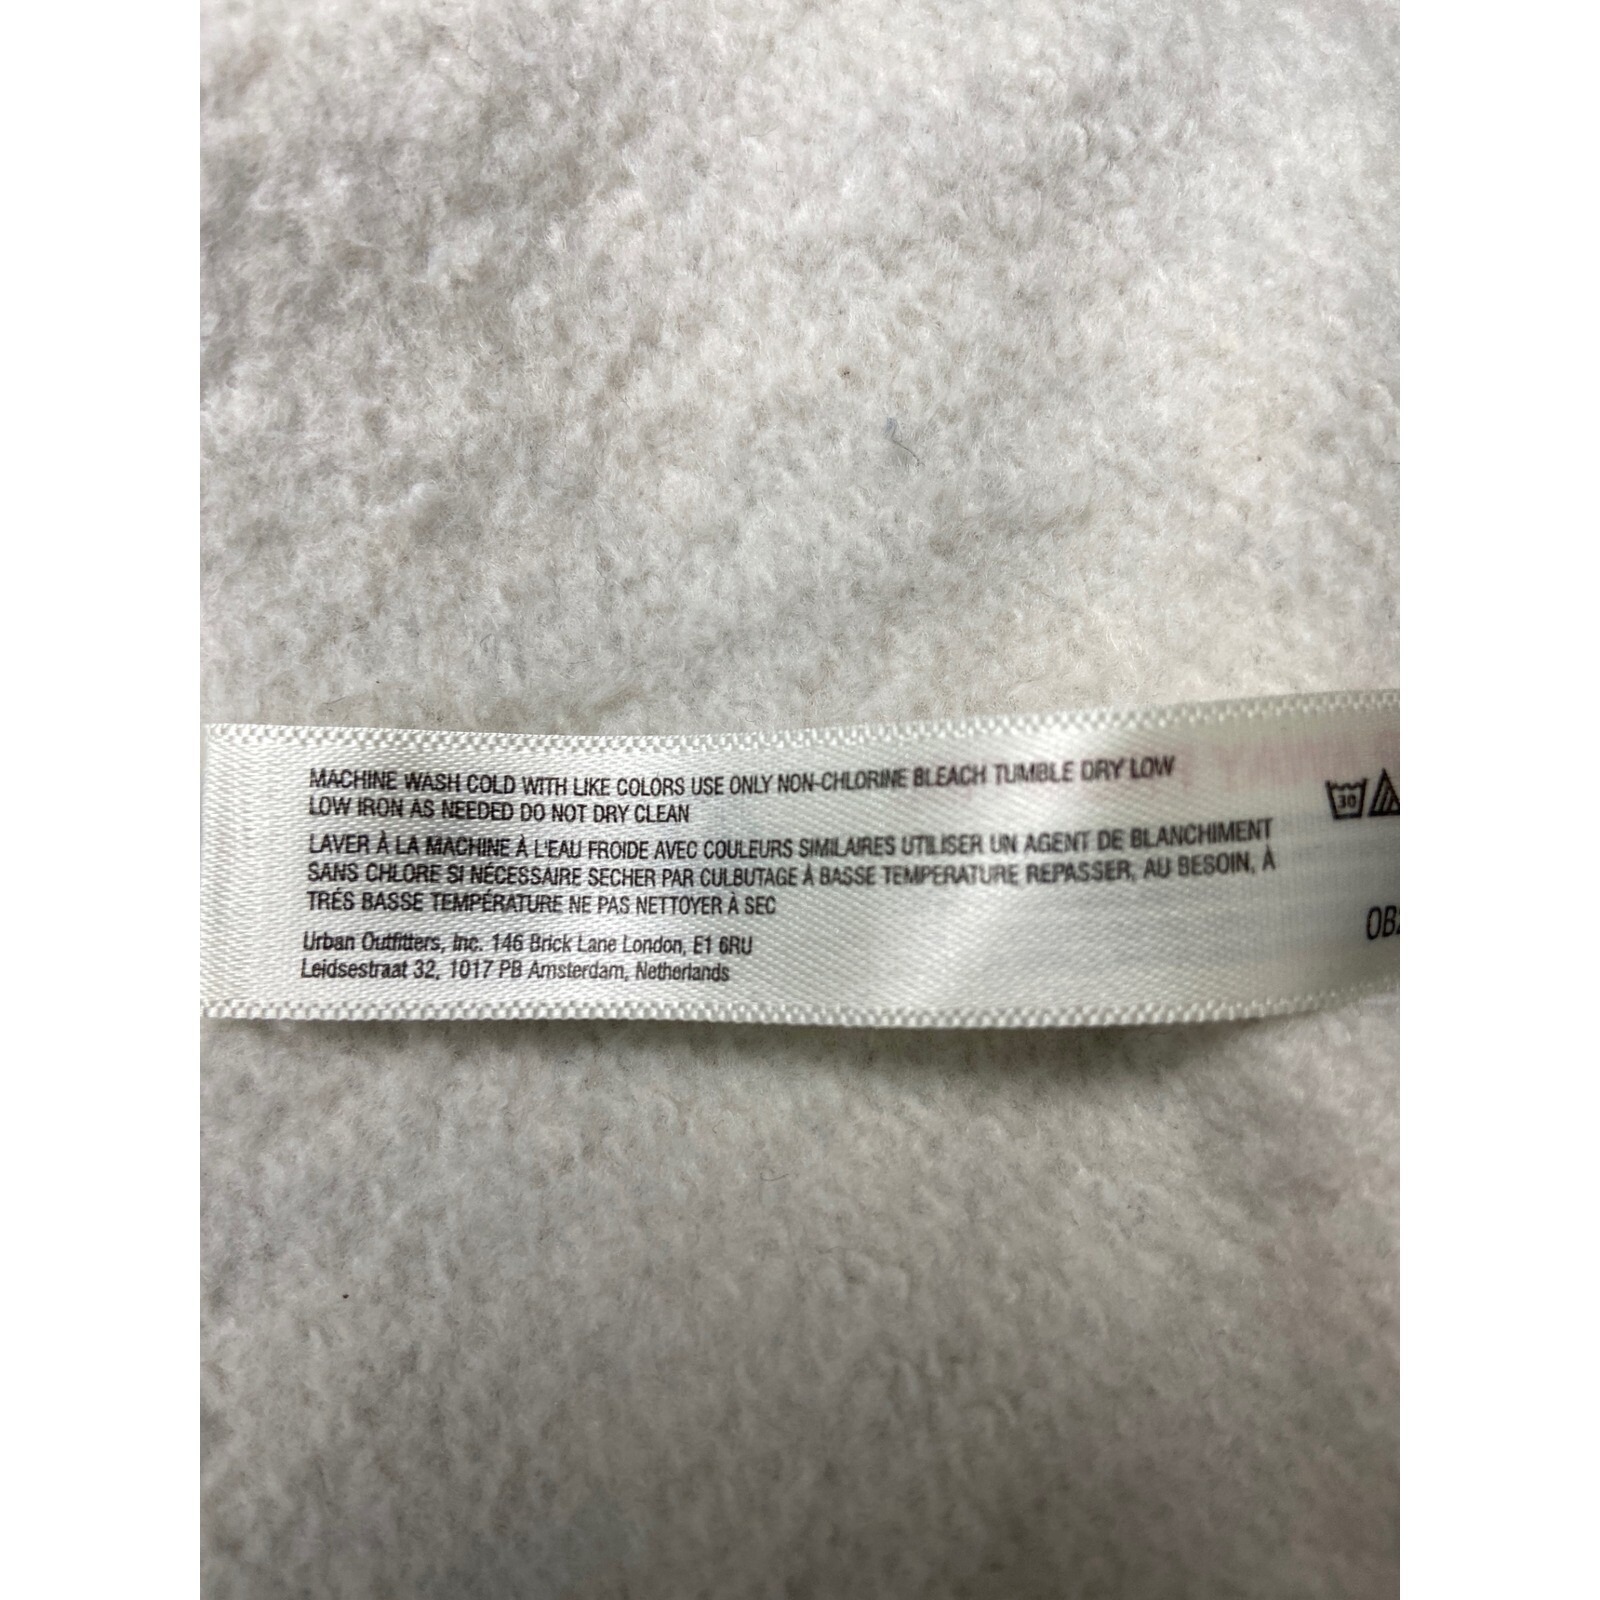 MACHINE WASH COLD WITH LIKE COLORS USE ONLY NON-CHLORINE BLEACH TUMBLE DRY LOW
LOW IRON AS NEEDED DO NOT DRY CLEAN
LAVER À LA MACHINE À L'EAU FROIDE AVEC COULEURS SIMILAIRES UTILISER UN AGENT DE BLANCHIMENT
SANS CHLORE SI NÉCESSAIRE SECHER PAR CULBUTAGE À BASSE TEMPERATURE REPASSER, AU BESOIN, À
TRÉS BASSE TEMPÉRATURE NE PAS NETTOYER À SEC
Urban Outfitters, Inc. 146 Brick Lane London, E1 6RU
Leidsestraat 32, 1017 PB Amsterdam, Netherlands
30